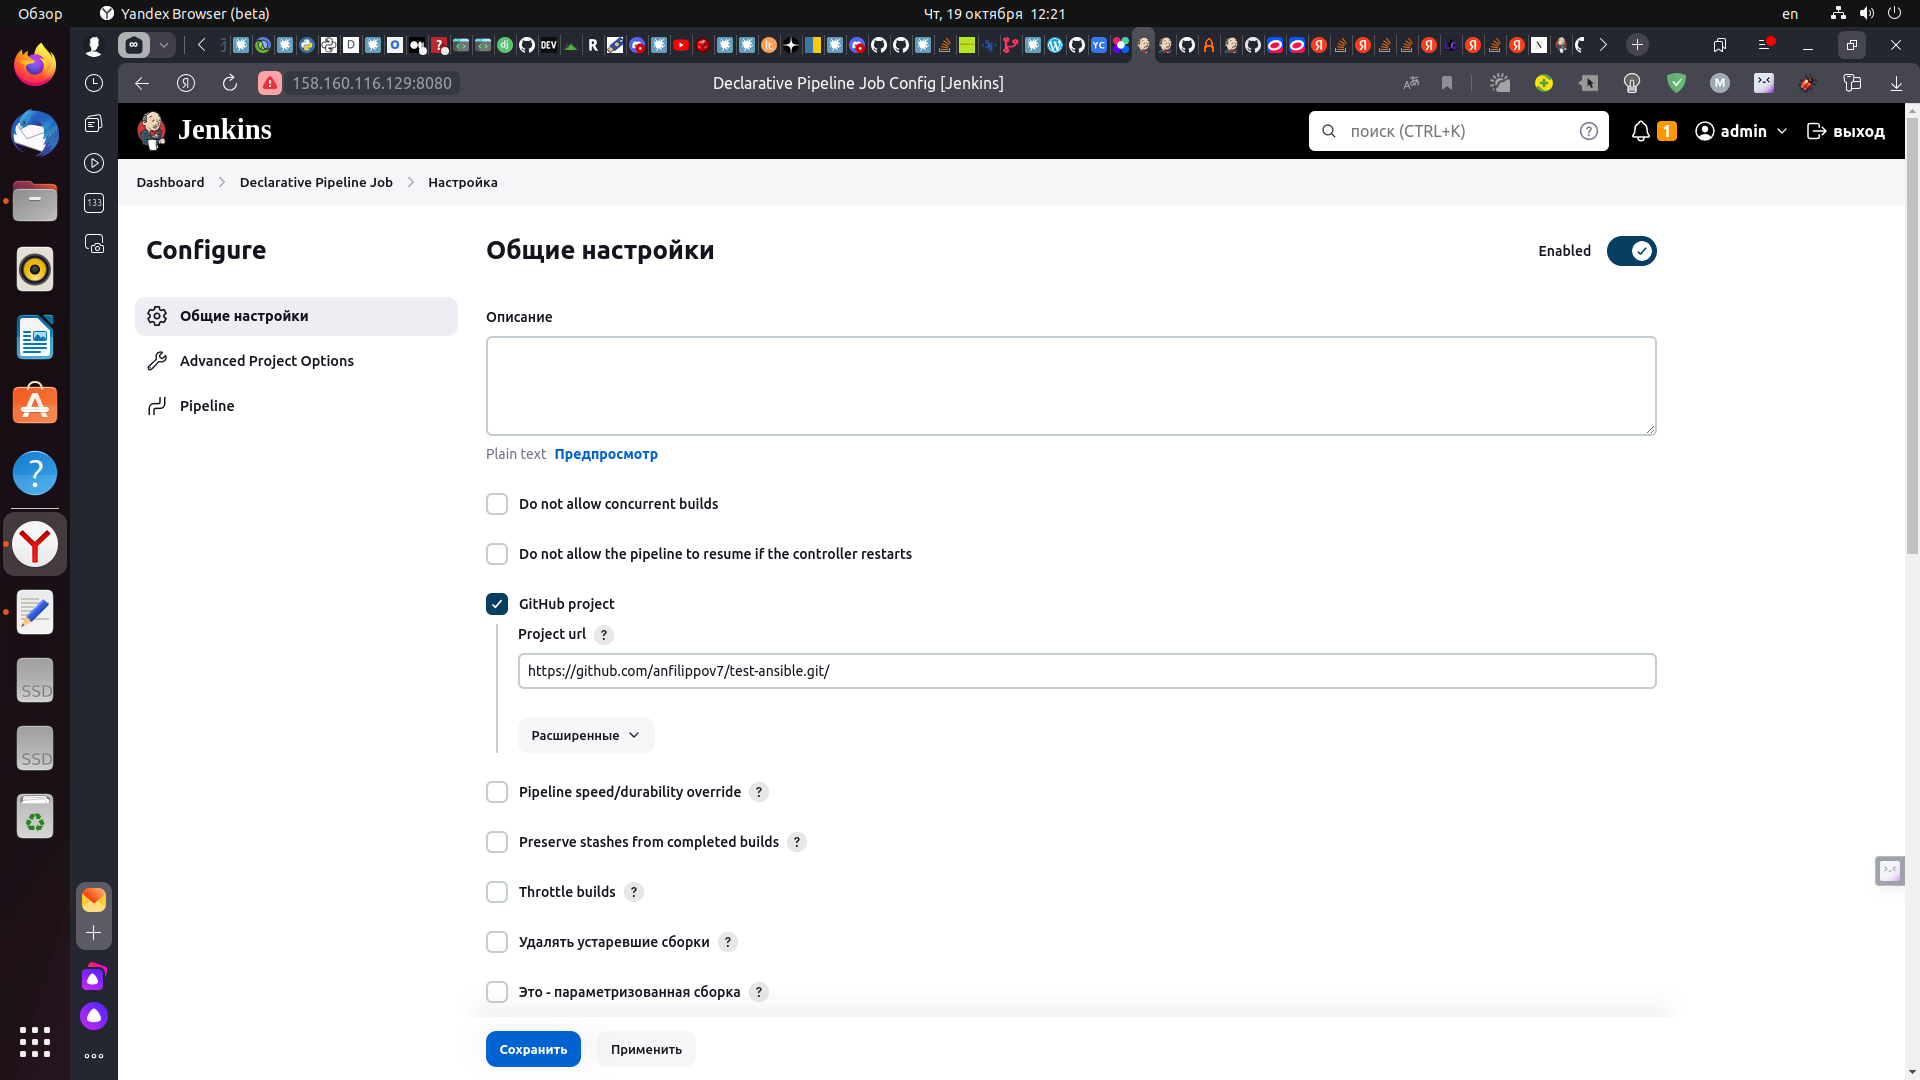 Обзор
Yandex Browser (beta)
Чт, 19 октября 12:21
en
158.160.116.129:8080
Declarative Pipeline Job Config [Jenkins]
Jenkins
поиск (CTRL+K)
1
admin
выход
Dashboard
Declarative Pipeline Job
Настройка
133
Configure
Общие настройки
Advanced Project Options
Pipeline
Общие настройки
Enabled
Описание
Plain text Предпросмотр
Do not allow concurrent builds
Do not allow the pipeline to resume if the controller restarts
GitHub project
Project url ?
https://github.com/anfilippov7/test-ansible.git/
Расширенные
Pipeline speed/durability override ?
Preserve stashes from completed builds ?
Throttle builds ?
Удалять устаревшие сборки ?
Это - параметризованная сборка ?
Сохранить
Применить
SSD
SSD